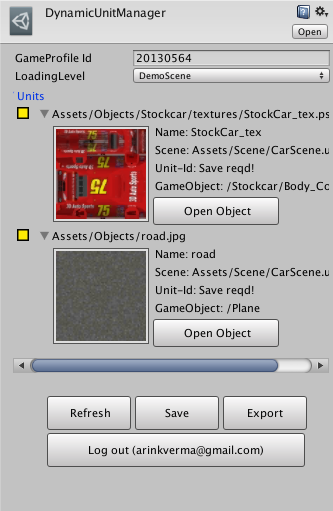 DynamicUnitManager
Open
GameProfile Id 20130564
LoadingLevel DemoScene
Units
Assets/Objects/Stockcar/textures/StockCar_tex.ps
75
75
Name: StockCar_tex
Scene: Assets/Scene/CarScene.u
Unit-Id: Save reqd!
GameObject: /Stockcar/Body_Co
Open Object
Assets/Objects/road.jpg
Name: road
Scene: Assets/Scene/CarScene.u
Unit-Id: Save reqd!
GameObject: /Plane
Open Object
Refresh Save Export
Log out (arinkverma@gmail.com)